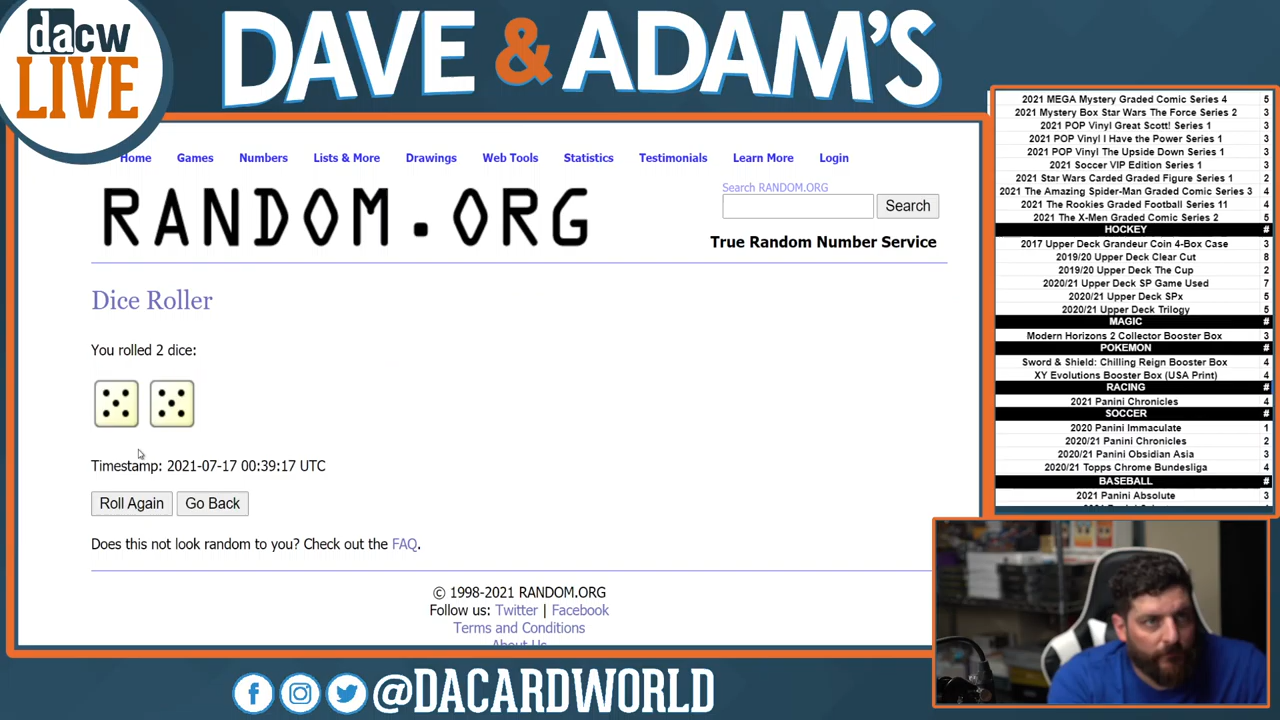 dacw
LIVE
DAVE & ADAM'S
Home Games Numbers Lists & More Drawings Web Tools Statistics Testimonials Learn More Login
RANDOM.ORG
Search RANDOM.ORG
Search
True Random Number Service
Dice Roller
You rolled 2 dice:
Timestamp: 2021-07-17 00:39:17 UTC
Roll Again Go Back
Does this not look random to you? Check out the FAQ.
© 1998-2021 RANDOM.ORG
Follow us: Twitter | Facebook
Terms and Conditions
About Us
2021 MEGA Mystery Graded Comic Series 4 5
2021 Mystery Box Star Wars The Force Series 2 3
2021 POP Vinyl Great Scott! Series 1 3
2021 POP Vinyl I Have the Power Series 1 3
2021 POP Vinyl The Upside Down Series 1 3
2021 Soccer VIP Edition Series 1 3
2021 Star Wars Carded Graded Figure Series 1 2
2021 The Amazing Spider-Man Graded Comic Series 3 4
2021 The Rookies Graded Football Series 11 4
2021 The X-Men Graded Comic Series 2 5
HOCKEY #
2017 Upper Deck Grandeur Coin 4-Box Case 3
2019/20 Upper Deck Clear Cut 8
2019/20 Upper Deck The Cup 2
2020/21 Upper Deck SP Game Used 7
2020/21 Upper Deck SPx 5
2020/21 Upper Deck Trilogy 5
MAGIC #
Modern Horizons 2 Collector Booster Box 3
POKEMON #
Sword & Shield: Chilling Reign Booster Box 4
XY Evolutions Booster Box (USA Print) 4
RACING #
2021 Panini Chronicles 4
SOCCER #
2020 Panini Immaculate 1
2020/21 Panini Chronicles 2
2020/21 Panini Obsidian Asia 3
2020/21 Topps Chrome Bundesliga 4
BASEBALL #
2021 Panini Absolute 3
@DACARDWORLD